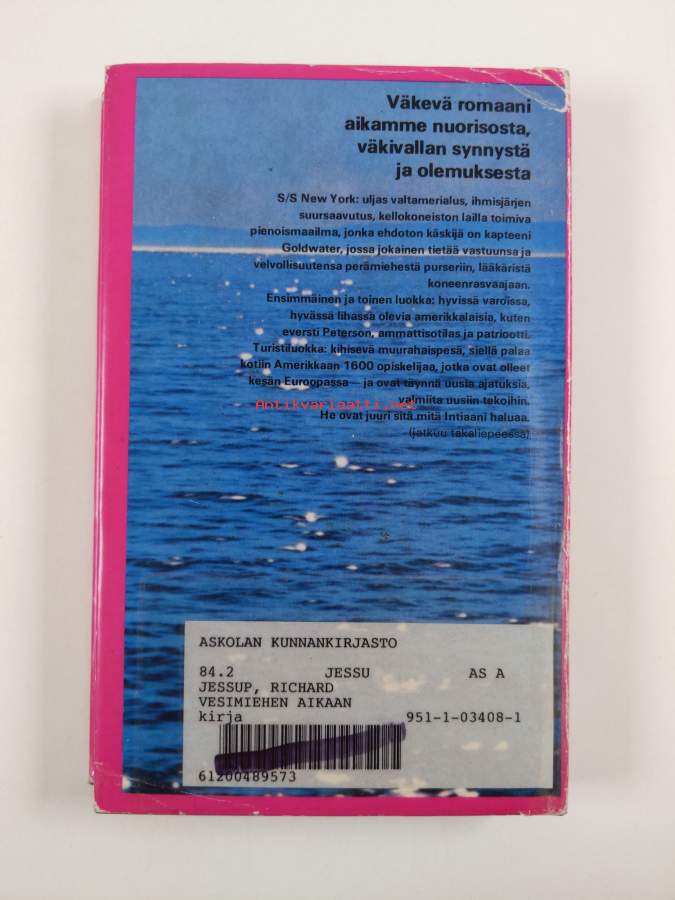 Väkevä romaani
aikamme nuorisosta,
väkivallan synnystä
ja olemuksesta
S/S New York: uljas valtamerialus, ihmisjärjen
suursaavutus, kellokoneiston lailla toimiva
pienoismaailma, jonka ehdoton käskijä on kapteeni
Goldwater, jossa jokainen tietää vastuunsa ja
velvollisuutensa perämiehestä purseriin, lääkäristä
koneenrasvaajaan.
Ensimmäinen ja toinen luokka: hyvissä varoissa,
hyvässä lihassa olevia amerikkalaisia, kuten
eversti Peterson, ammattisotilas ja patriootti.
Turistiluokka: kihisevä muurahaispesä, siellä palaa
kotiin Amerikkaan 1600 opiskelijaa, jotka ovat olleet
kesän Euroopassa — ja ovat täynnä uusia ajatuksia,
valmiita uusiin tekoihin.
Antikvariaatti.net
He ovat juuri sitä mitä Intiaani haluaa.
(jatkuu takaliepeessä)
ASKOLAN KUNNANKIRJASTO
84.2 JESSU AS A
JESSUP, RICHARD
VESIMIEHEN AIKAAN
kirja 951-1-03408-1
61200489573